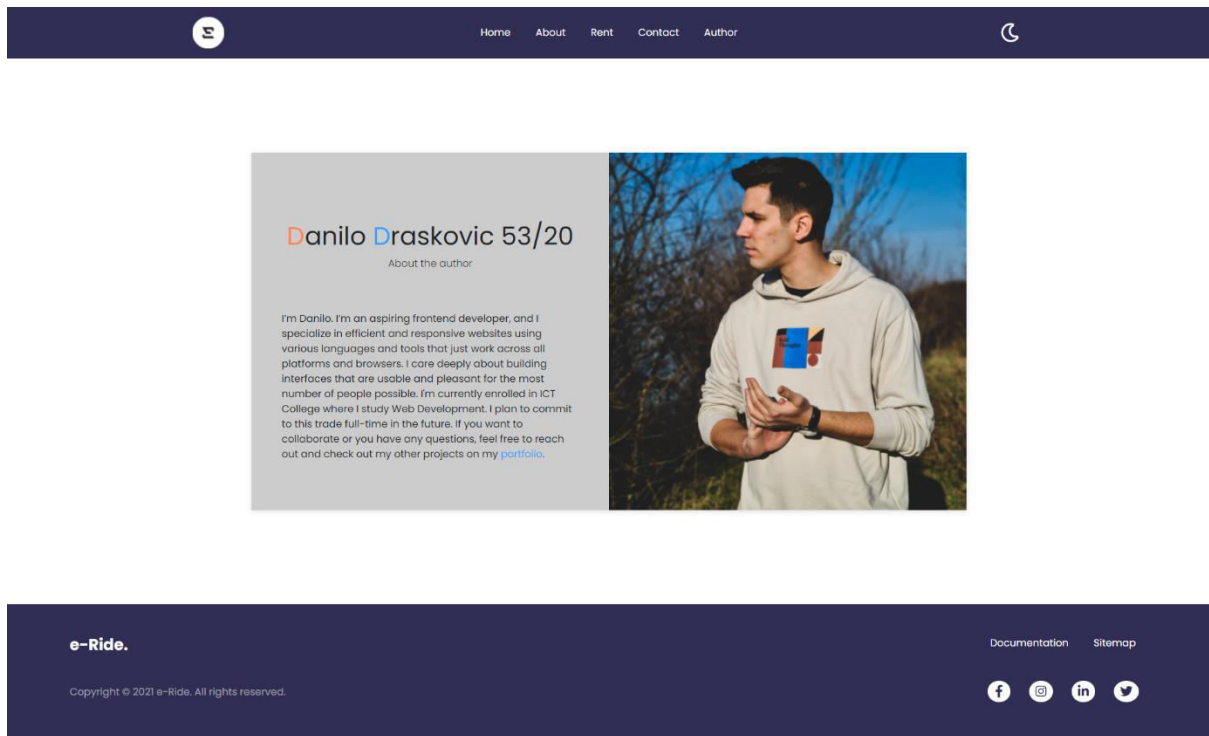 Home About Rent Contact Author
Danilo Draskovic 53/20
About the author
I'm Danilo. I'm an aspiring frontend developer, and I
specialize in efficient and responsive websites using
various languages and tools that just work across all
platforms and browsers. I care deeply about building
interfaces that are usable and pleasant for the most
number of people possible. I'm currently enrolled in ICT
College where I study Web Development. I plan to commit
to this trade full-time in the future. If you want to
collaborate or you have any questions, feel free to reach
out and check out my other projects on my portfolio.
e-Ride.
Documentation Sitemap
Copyright © 2021 e-Ride. All rights reserved.